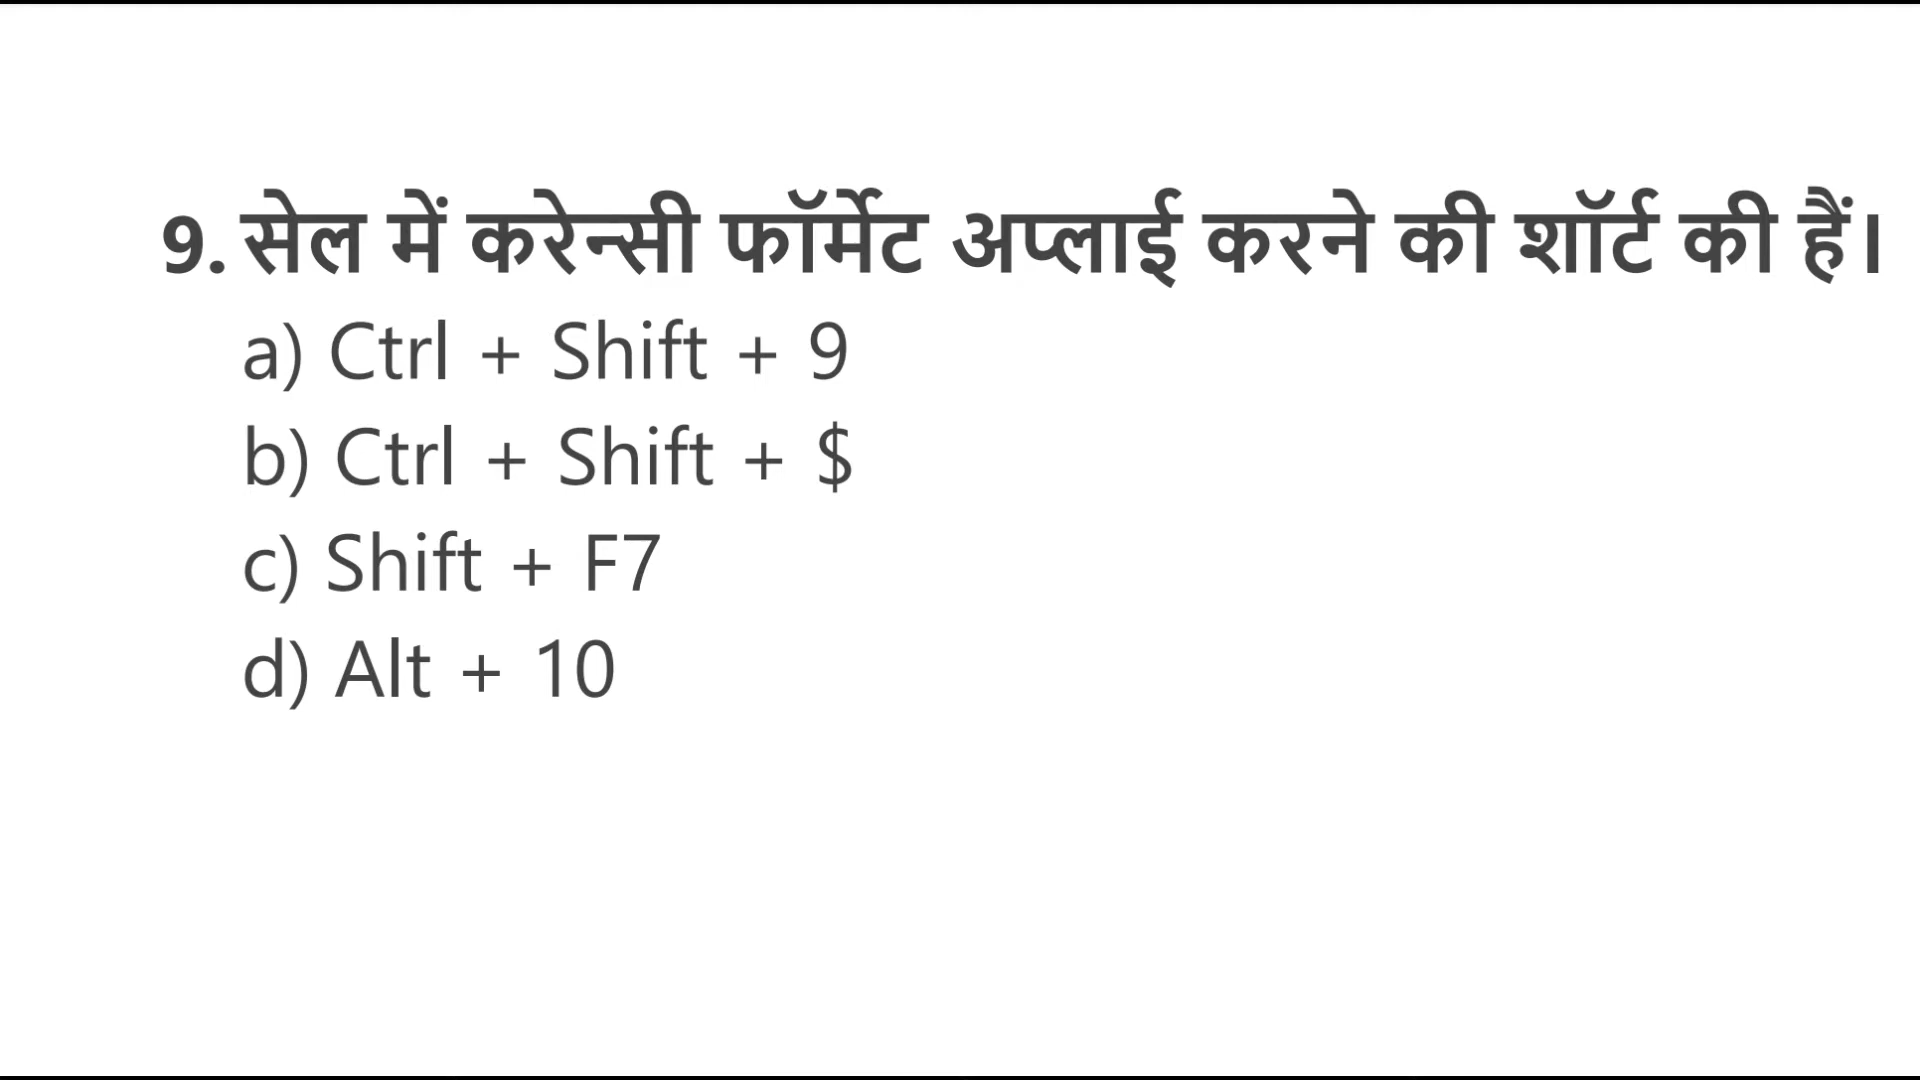 9. सेल में करेन्सी फॉर्मेट अप्लाई करने की शॉर्ट की हैं।
a) Ctrl + Shift + 9
b) Ctrl + Shift + $
c) Shift + F7
d) Alt + 10